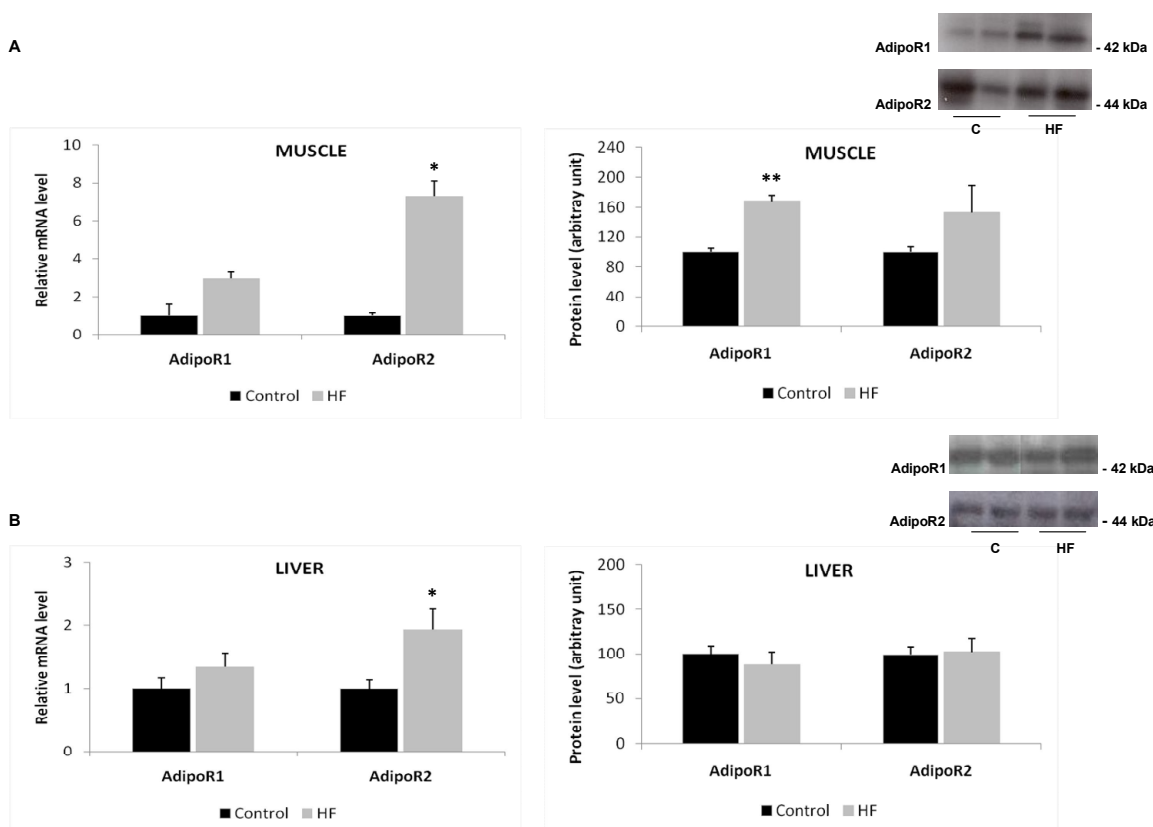 A
AdipoR1
- 42 kDa
AdipoR2
- 44 kDa
C HF
MUSCLE
Relative mRNA level
10
8
6
4
2
0
*
AdipoR1 AdipoR2
Control HF
MUSCLE
Protein level (arbitray unit)
240
200
160
120
80
40
0
**
AdipoR1 AdipoR2
Control HF
B
AdipoR1
- 42 kDa
AdipoR2
- 44 kDa
C HF
LIVER
Relative mRNA level
3
2
1
0
*
AdipoR1 AdipoR2
Control HF
LIVER
Protein level (arbitray unit)
200
150
100
50
0
AdipoR1 AdipoR2
Control HF